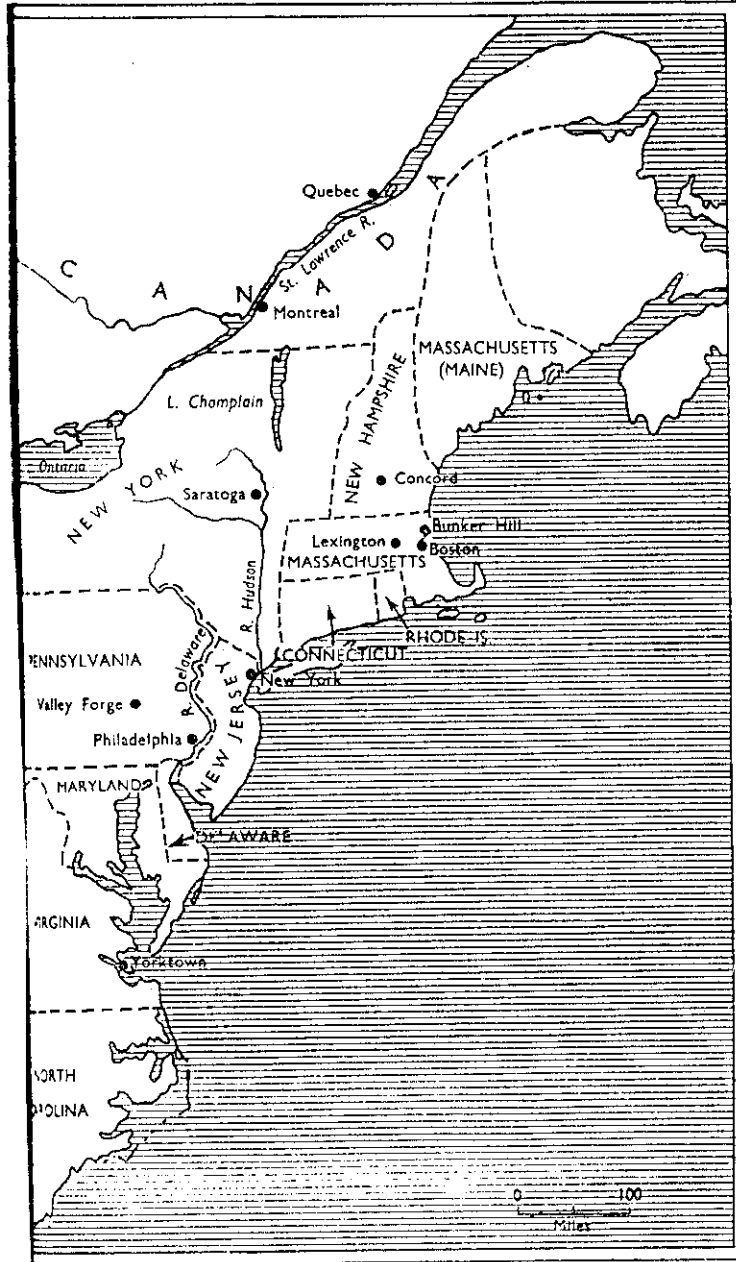 Quebec
St. Lawrence R.
CANADA
Montreal
MASSACHUSETTS
(MAINE)
L. Champlain
NEW HAMPSHIRE
Ontario
NEW YORK
Concord
Saratoga
Bunker Hill
Lexington
Boston
MASSACHUSETTS
R. Hudson
RHODE IS.
CONNECTICUT
PENNSYLVANIA
R. Delaware
New York
Valley Forge
NEW JERSEY
Philadelphia
MARYLAND
DELAWARE
VIRGINIA
Yorktown
NORTH
CAROLINA
0 100
Miles